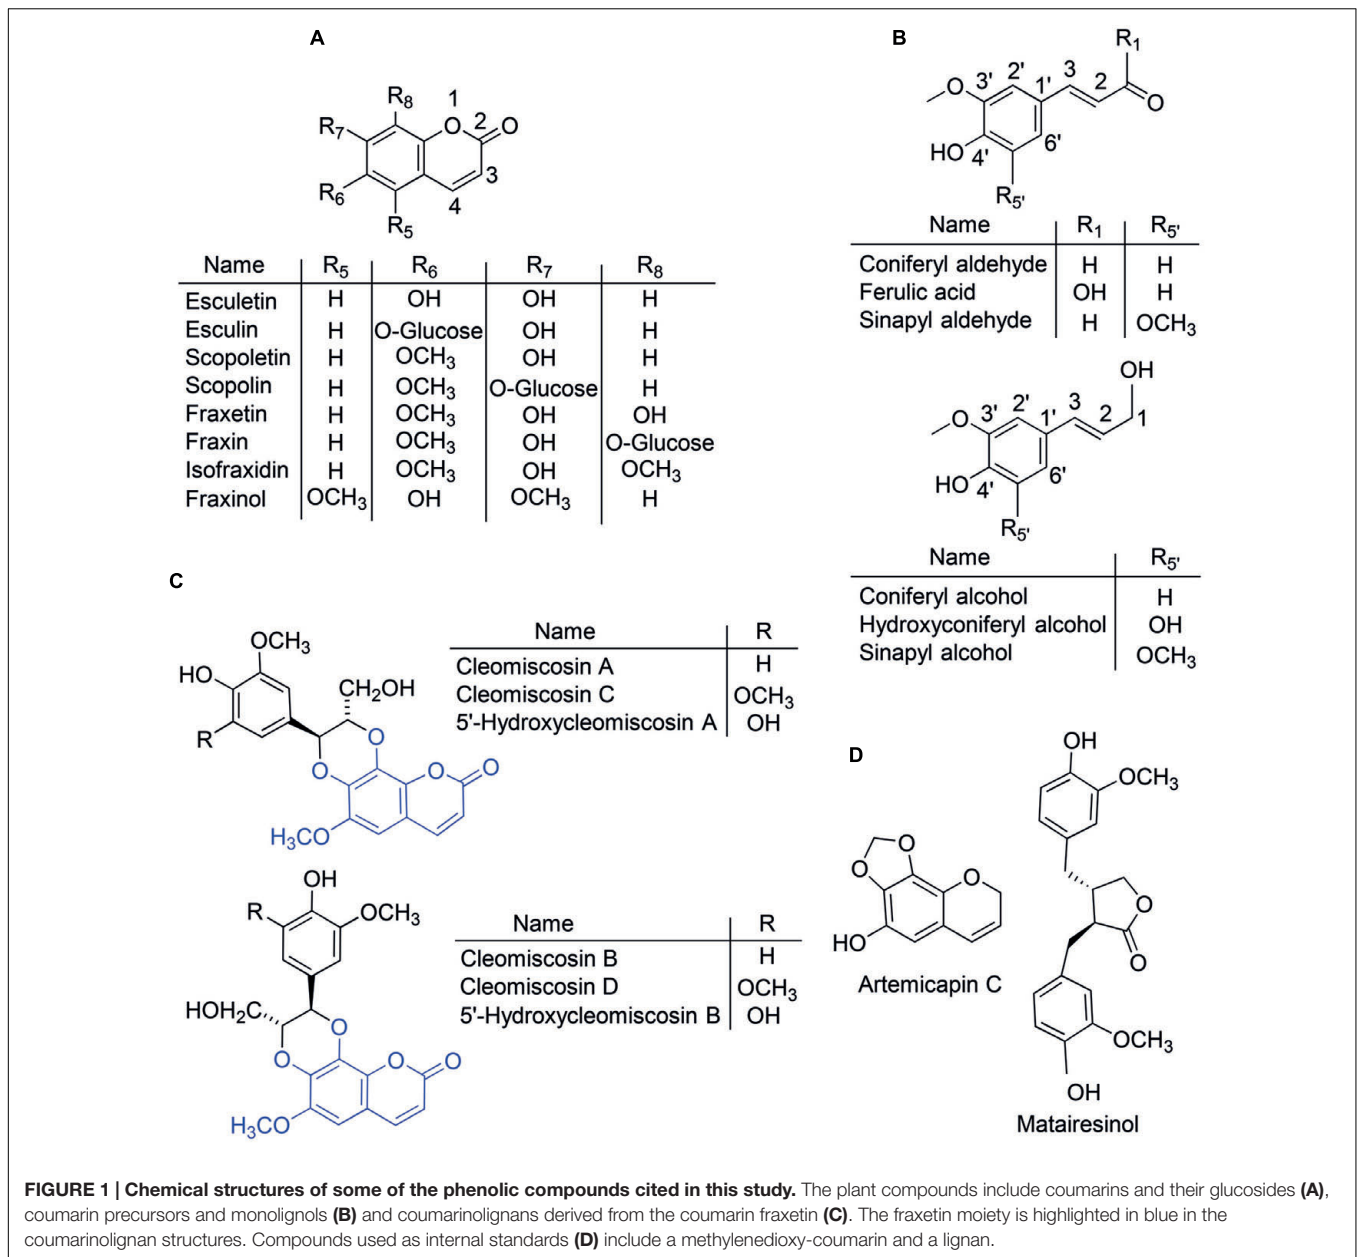 A
R8
R7
R6
R5
1
O
2
O
3
4
Name R5 R6 R7 R8
Esculetin H OH OH H
Esculin H O-Glucose OH H
Scopoletin H OCH3 OH H
Scopolin H OCH3 O-Glucose H
Fraxetin H OCH3 OH OH
Fraxin H OCH3 OH O-Glucose
Isofraxidin H OCH3 OH OCH3
Fraxinol OCH3 OH OCH3 H
B
R1
O
3' 2' 1' 3 2
O
HO 4' 6'
R5'
Name R1 R5'
Coniferyl aldehyde H H
Ferulic acid OH H
Sinapyl aldehyde H OCH3
OH
O
3' 2' 1' 3 2 1
HO 4' 6'
R5'
Name R5'
Coniferyl alcohol H
Hydroxyconiferyl alcohol OH
Sinapyl alcohol OCH3
C
OCH3
HO
CH2OH
R
O
O
O
O
H3CO
Name R
Cleomiscosin A H
Cleomiscosin C OCH3
5'-Hydroxycleomiscosin A OH
OH
R
OCH3
HOH2C
O
O
O
O
H3CO
Name R
Cleomiscosin B H
Cleomiscosin D OCH3
5'-Hydroxycleomiscosin B OH
D
O
O
O
HO
Artemicapin C
OH
OCH3
O
O
OCH3
OH
Matairesinol
FIGURE 1 | Chemical structures of some of the phenolic compounds cited in this study. The plant compounds include coumarins and their glucosides (A),
coumarin precursors and monolignols (B) and coumarinolignans derived from the coumarin fraxetin (C). The fraxetin moiety is highlighted in blue in the
coumarinolignan structures. Compounds used as internal standards (D) include a methylenedioxy-coumarin and a lignan.